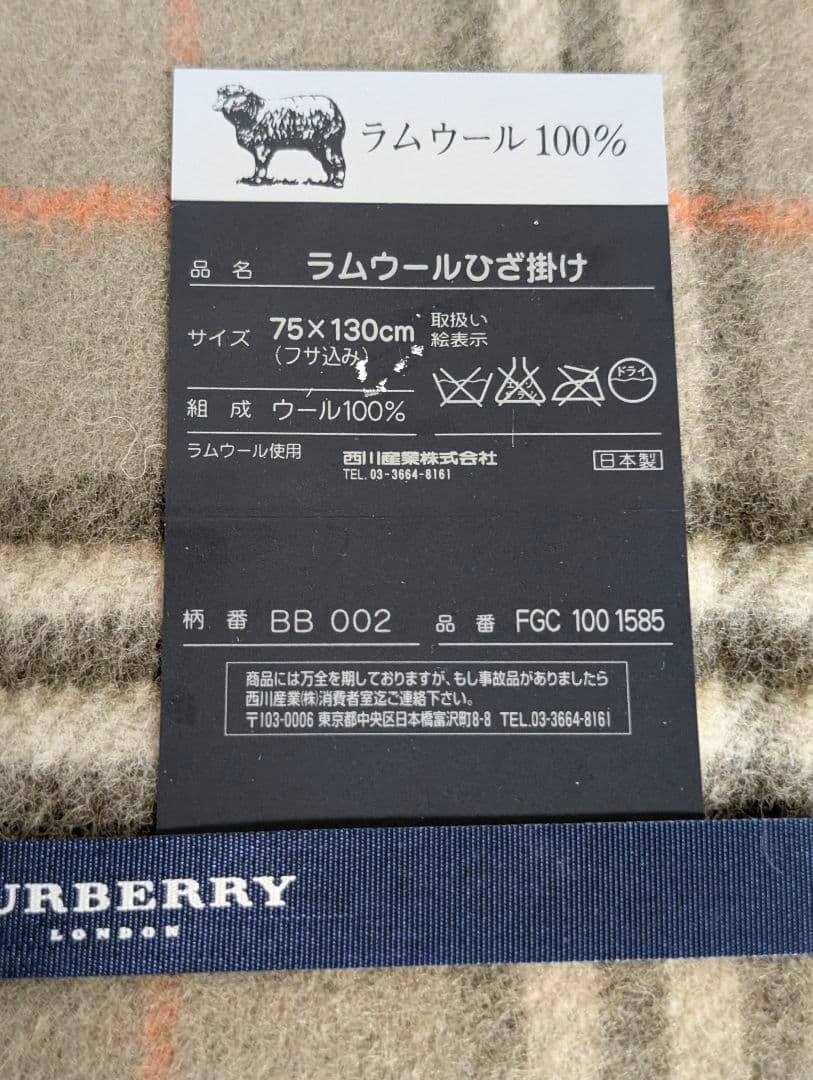 ラムウール100%
品名 ラムウールひざ掛け
サイズ 75×130cm
(フサ込み)
取扱い
絵表示
エンソ
サラシ
ドライ
組成 ウール100%
ラムウール使用
西川産業株式会社
TEL. 03-3664-8161
日本製
柄番 BB 002
品番 FGC 100 1585
商品には万全を期しておりますが、もし事故品がありましたら
西川産業(株)消費者室迄ご連絡下さい。
〒103-0006 東京都中央区日本橋富沢町8-8 TEL.03-3664-8161
URBERRY
LONDON